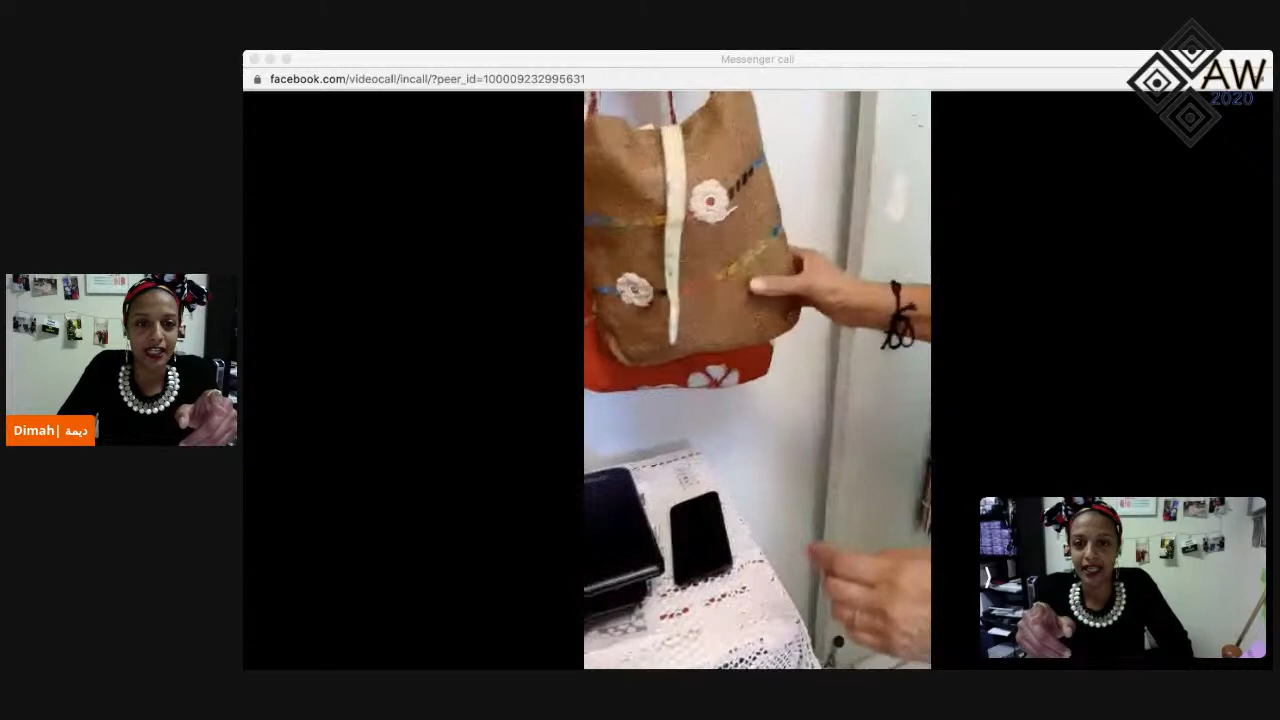 Messenger call
facebook.com/videocall/incall/?peer_id=100009232995631
AW
2020
Dimah| ديمة